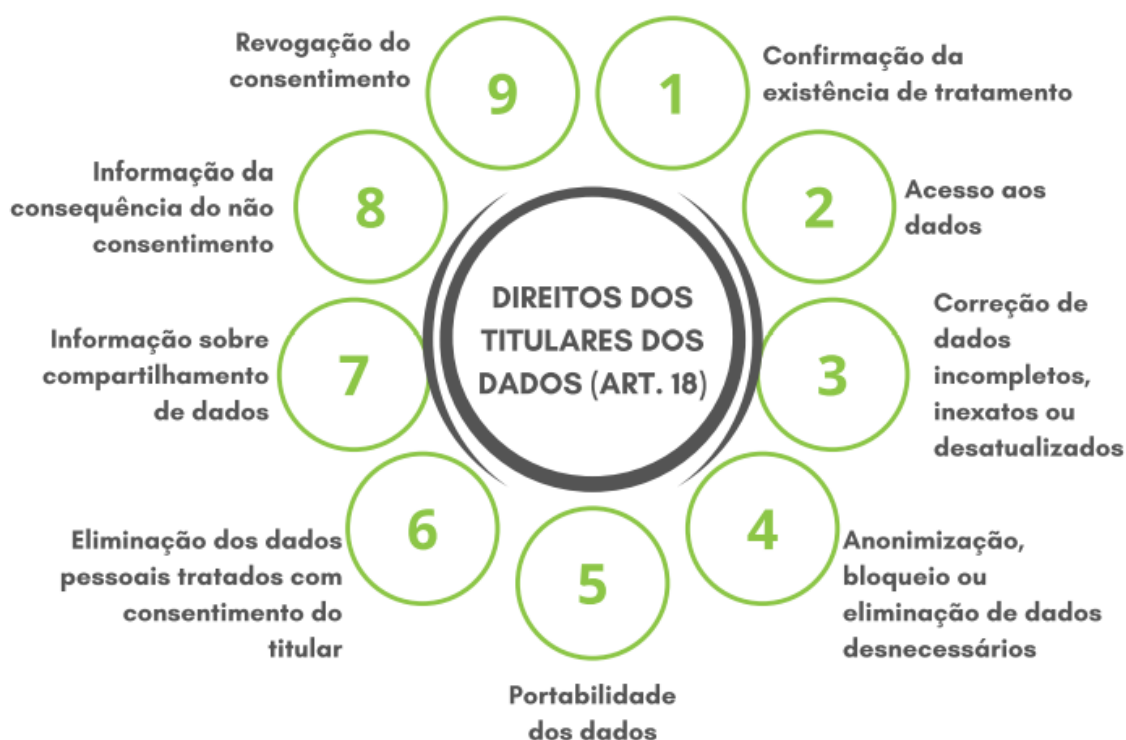 DIREITOS DOS
TITULARES DOS
DADOS (ART. 18)
1
Confirmação da
existência de tratamento
2
Acesso aos
dados
3
Correção de
dados
incompletos,
inexatos ou
desatualizados
4
Anonimização,
bloqueio ou
eliminação de dados
desnecessários
5
Portabilidade
dos dados
6
Eliminação dos dados
pessoais tratados com
consentimento do
titular
7
Informação sobre
compartilhamento
de dados
8
Informação da
consequência do não
consentimento
9
Revogação do
consentimento